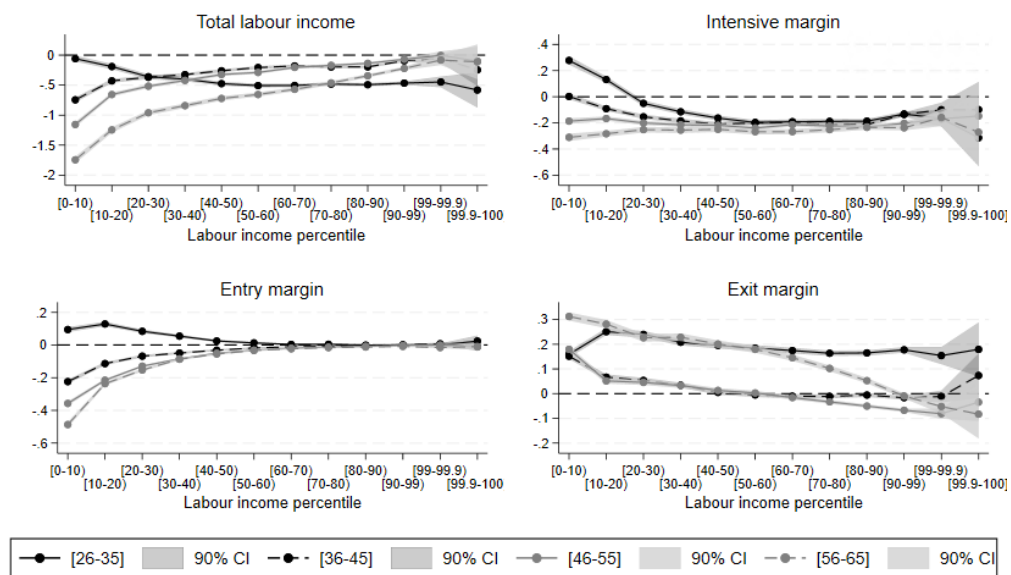 Total labour income
0
-.5
-1
-1.5
-2
[0-10) [20-30) [40-50) [60-70) [80-90) [99-99.9)
[10-20) [30-40) [50-60) [70-80) [90-99) [99.9-100
Labour income percentile
Intensive margin
.4
.2
0
-.2
-.4
-.6
[0-10) [20-30) [40-50) [60-70) [80-90) [99-99.9)
[10-20) [30-40) [50-60) [70-80) [90-99) [99.9-100
Labour income percentile
Entry margin
.2
0
-.2
-.4
-.6
[0-10) [20-30) [40-50) [60-70) [80-90) [99-99.9)
[10-20) [30-40) [50-60) [70-80) [90-99) [99.9-100
Labour income percentile
Exit margin
.3
.2
.1
0
-.1
-.2
[0-10) [20-30) [40-50) [60-70) [80-90) [99-99.9)
[10-20) [30-40) [50-60) [70-80) [90-99) [99.9-100
Labour income percentile
[26-35] 90% CI [36-45] 90% CI [46-55] 90% CI [56-65] 90% CI